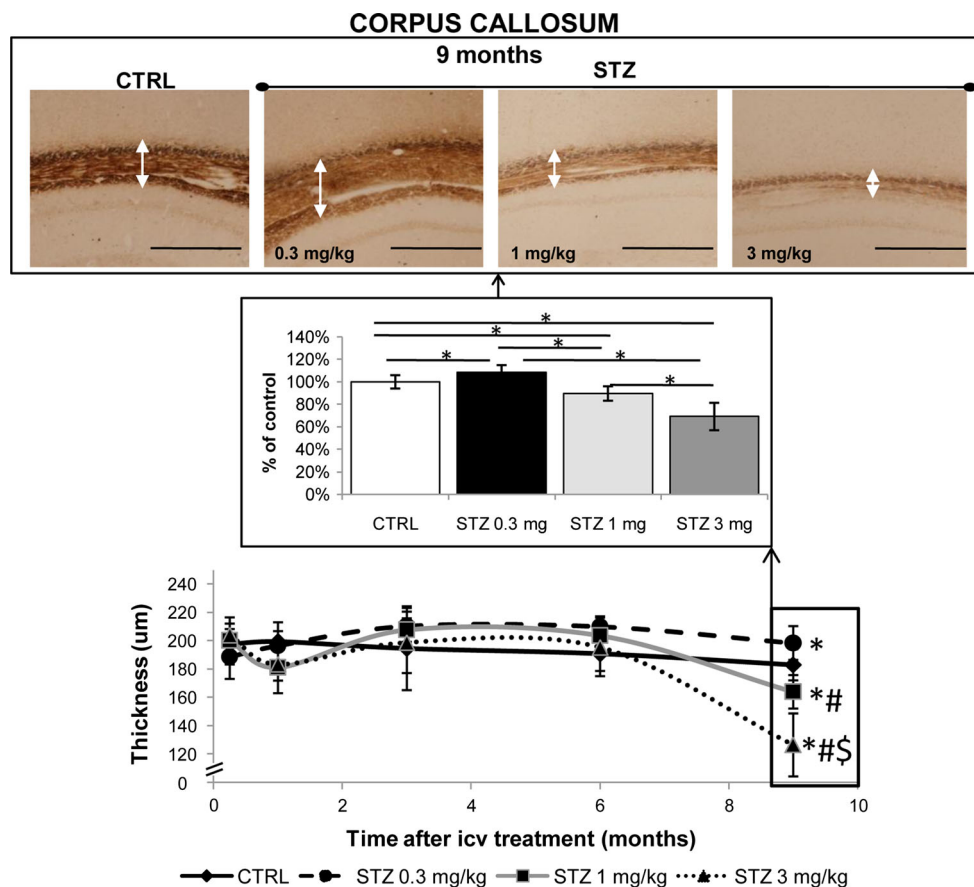 CORPUS CALLOSUM
9 months
CTRL
STZ
0.3 mg/kg
1 mg/kg
3 mg/kg
*
*
*
*
*
*
% of control
140%
120%
100%
80%
60%
40%
20%
0%
CTRL
STZ 0.3 mg
STZ 1 mg
STZ 3 mg
Thickness (um)
240
220
200
180
160
140
120
0
*
*#
*#$
0 2 4 6 8 10
Time after icv treatment (months)
CTRL STZ 0.3 mg/kg STZ 1 mg/kg STZ 3 mg/kg